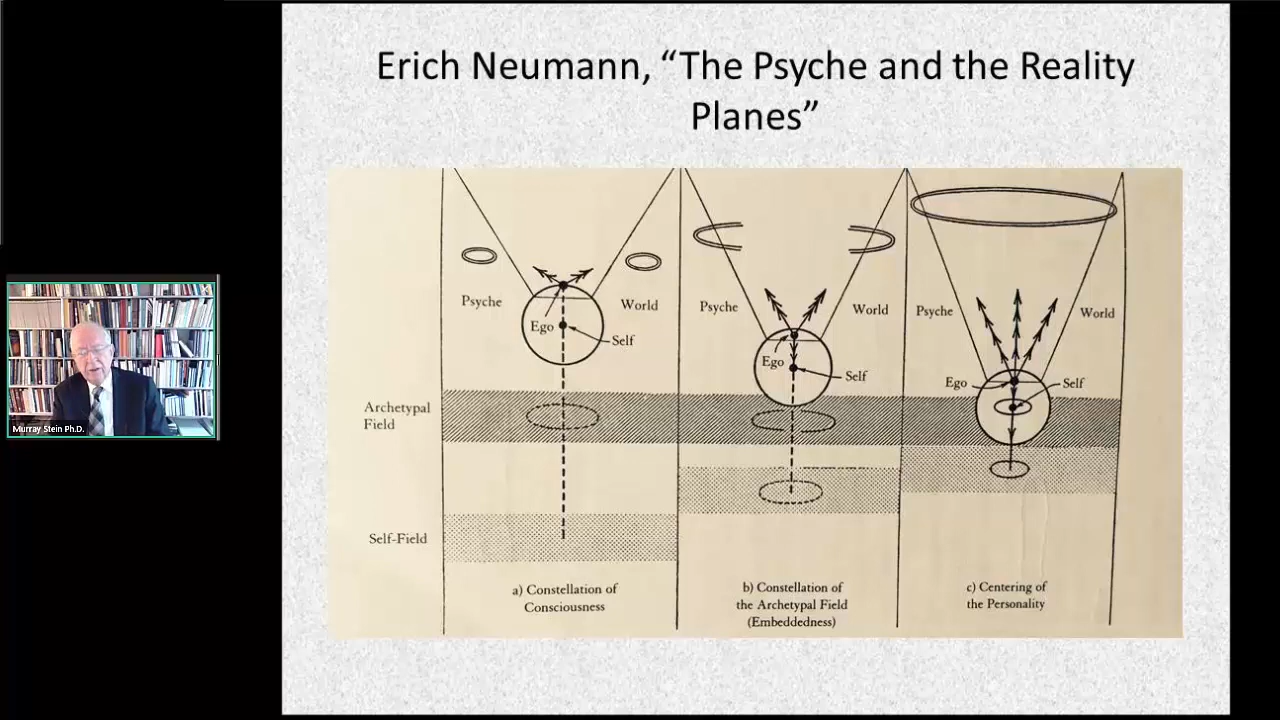 Erich Neumann, “The Psyche and the Reality
Planes”
Psyche
World
Ego
Self
Psyche
World
Ego
Self
Psyche
World
Ego
Self
Archetypal
Field
Self-Field
a) Constellation of
Consciousness
b) Constellation of
the Archetypal Field
(Embeddedness)
c) Centering of
the Personality
Murray Stein Ph.D.